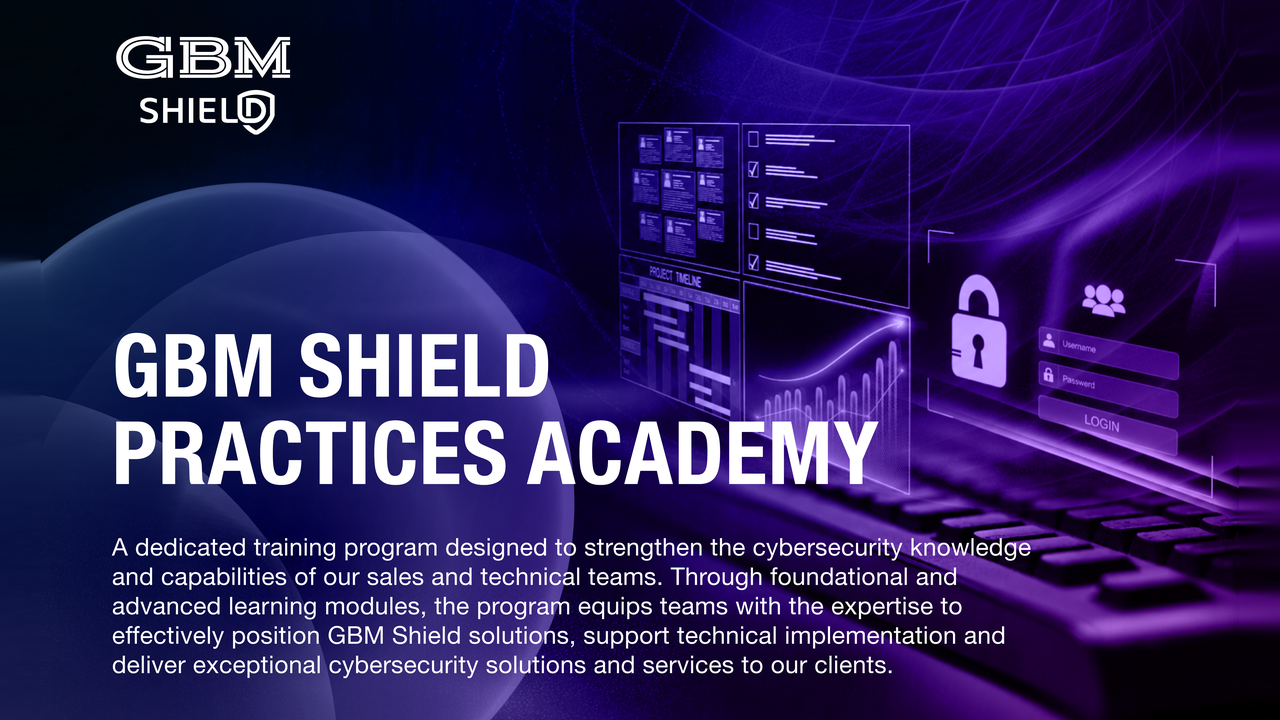 GBM
SHIELD
PROJECT TIMELINE
Username
Password
LOGIN
GBM SHIELD
PRACTICES ACADEMY
A dedicated training program designed to strengthen the cybersecurity knowledge
and capabilities of our sales and technical teams. Through foundational and
advanced learning modules, the program equips teams with the expertise to
effectively position GBM Shield solutions, support technical implementation and
deliver exceptional cybersecurity solutions and services to our clients.